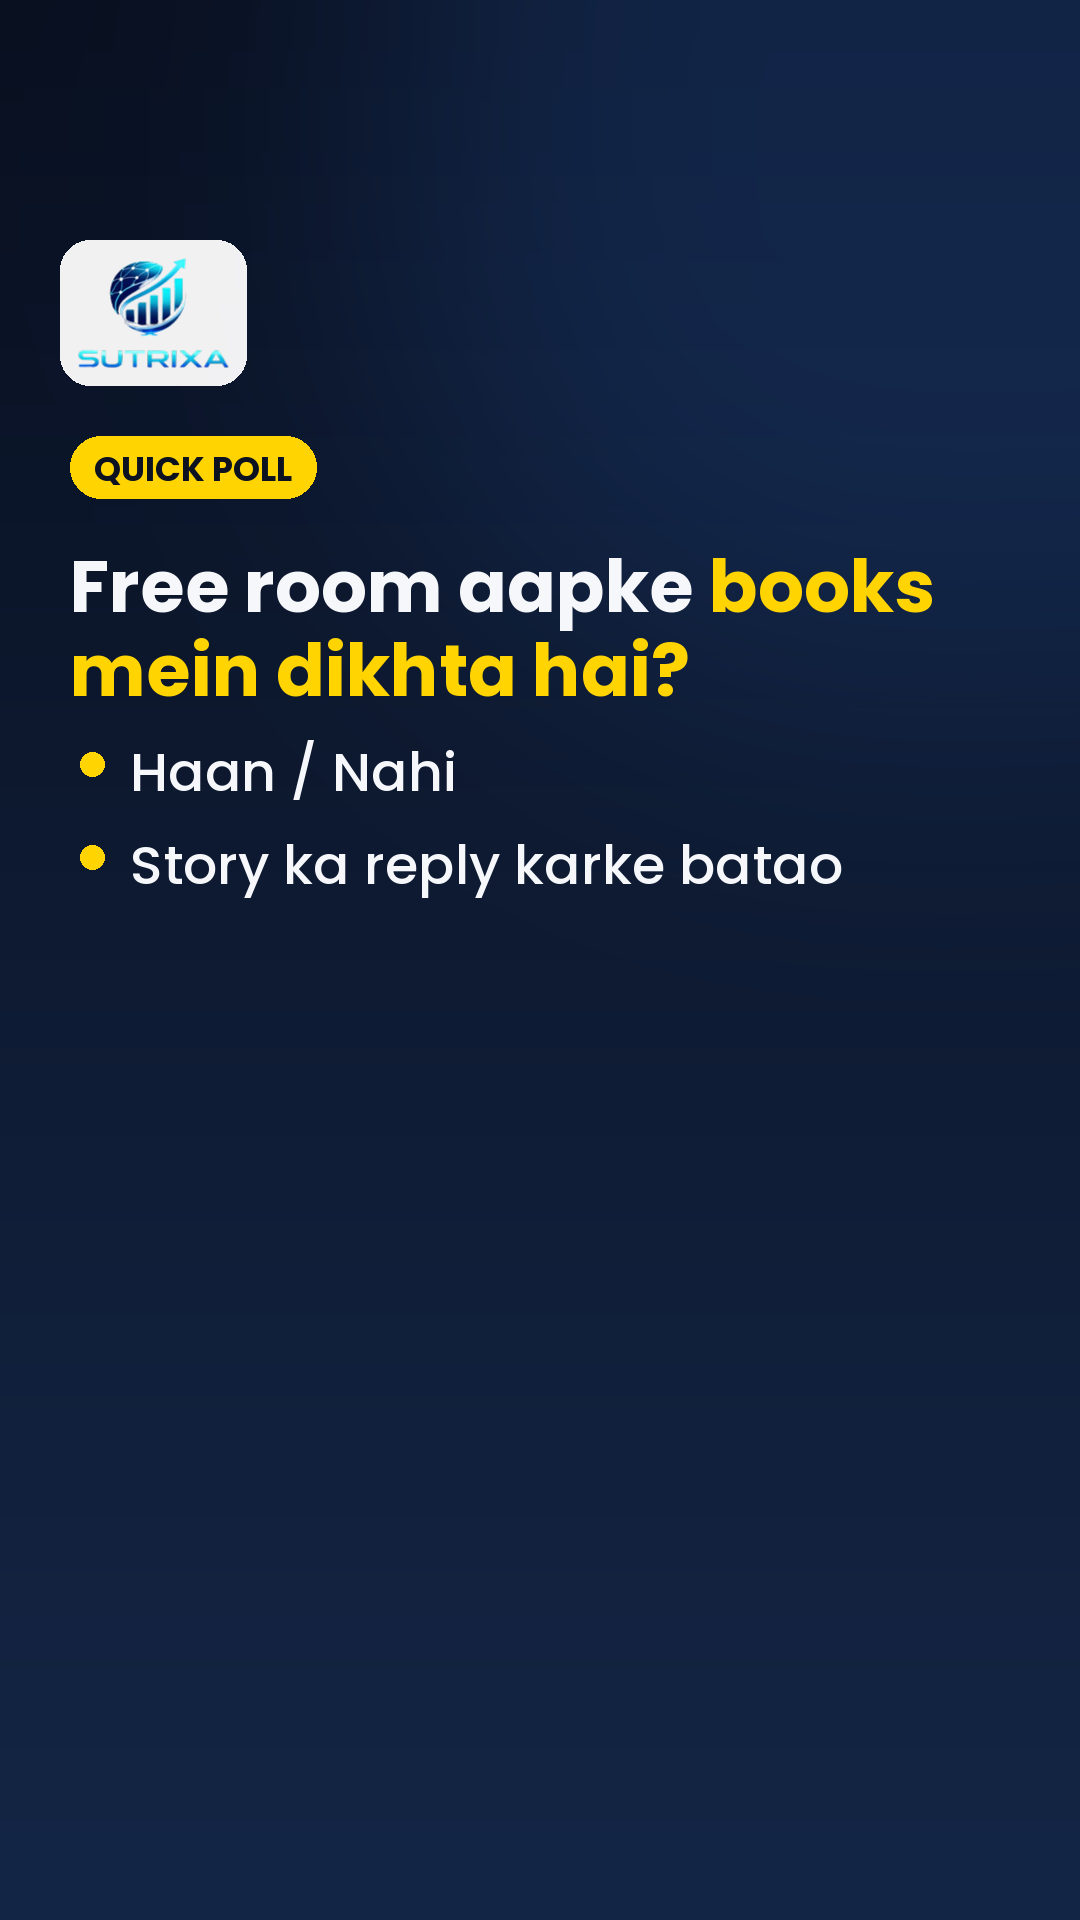 SUTRIXA
QUICK POLL
Free room aapke books
mein dikhta hai?
Haan / Nahi
Story ka reply karke batao